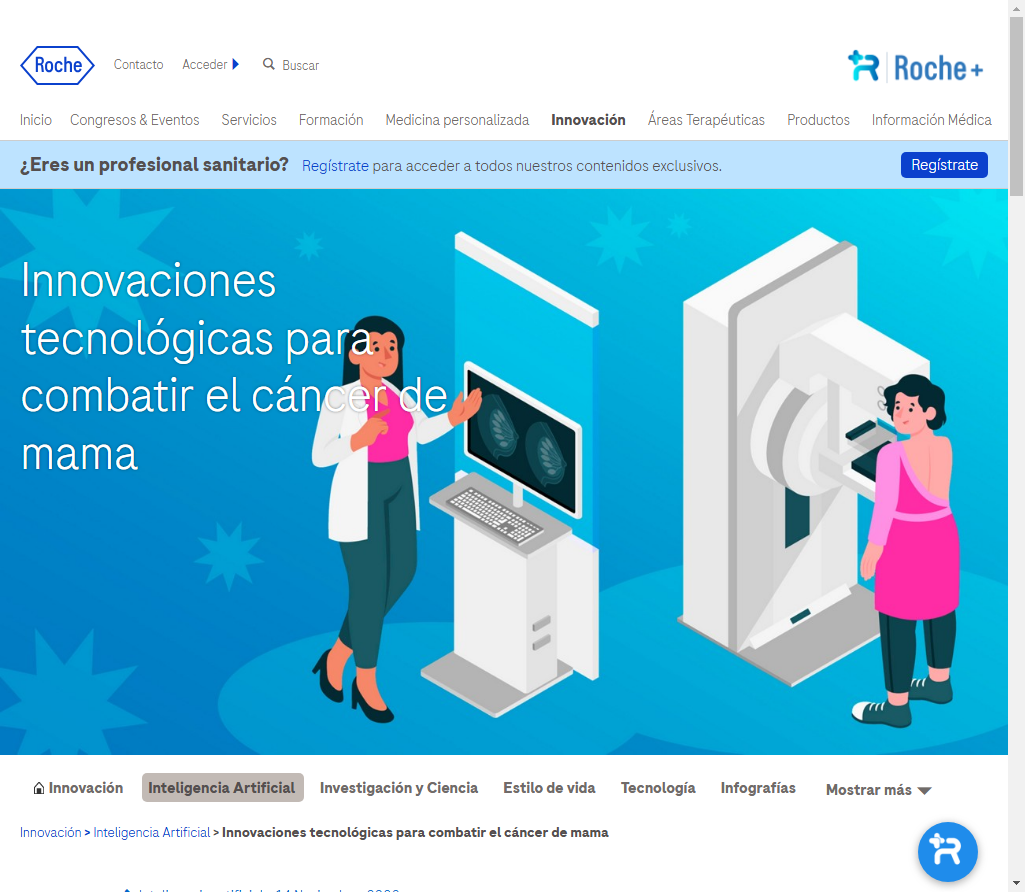 Roche
Contacto
Acceder
Buscar
Roche+
Inicio
Congresos & Eventos
Servicios
Formación
Medicina personalizada
Innovación
Áreas Terapéuticas
Productos
Información Médica
¿Eres un profesional sanitario? Regístrate para acceder a todos nuestros contenidos exclusivos.
Regístrate
Innovaciones
tecnológicas para
combatir el cáncer de
mama
Innovación
Inteligencia Artificial
Investigación y Ciencia
Estilo de vida
Tecnología
Infografías
Mostrar más
Innovación > Inteligencia Artificial > Innovaciones tecnológicas para combatir el cáncer de mama